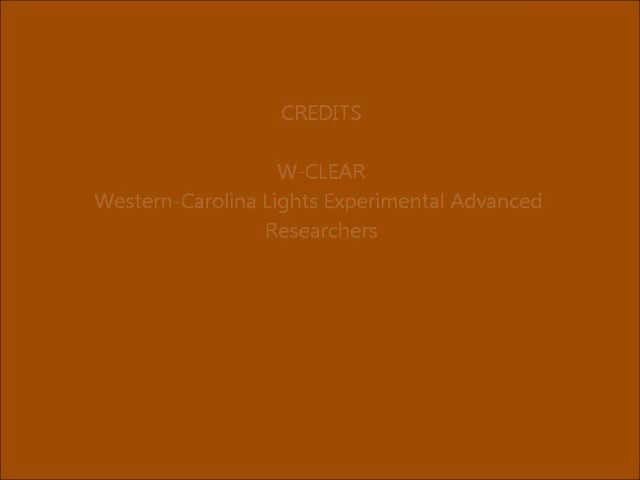 CREDITS
W-CLEAR
Western-Carolina Lights Experimental Advanced
Researchers